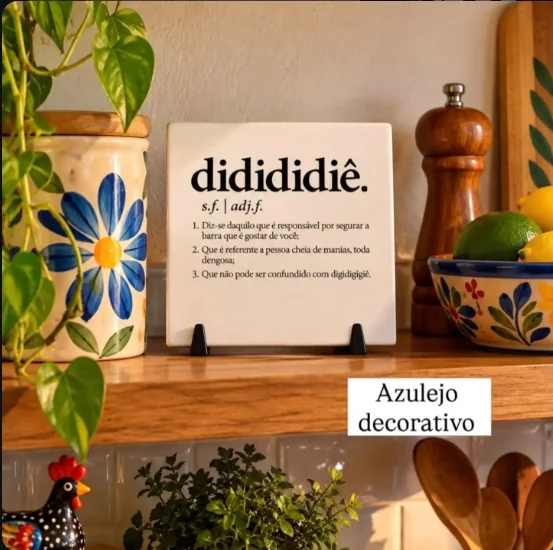 didididiê.
s.f. | adj.f.
1. Diz-se daquilo que é responsável por segurar a
barra que é gostar de você;
2. Que é referente a pessoa cheia de manias, toda
dengosa;
3. Que não pode ser confundido com digidigigiê.
Azulejo
decorativo